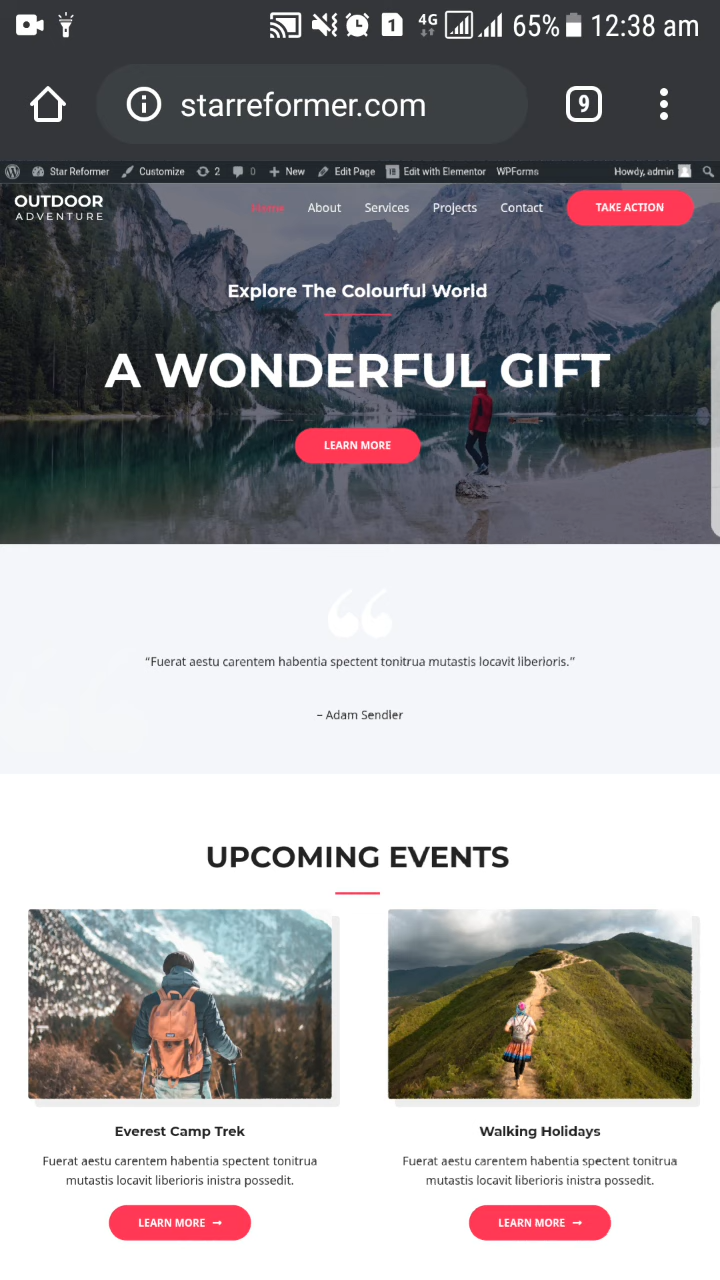 4G
1
65%
12:38 am
starreformer.com
9
Star Reformer
Customize
2
0
New
Edit Page
Edit with Elementor
WPForms
Howdy, admin
OUTDOOR
ADVENTURE
Home
About
Services
Projects
Contact
TAKE ACTION
Explore The Colourful World
A WONDERFUL GIFT
LEARN MORE
“Fuerat aestu carentem habentia spectent tonitrua mutastis locavit liberioris.”
– Adam Sendler
UPCOMING EVENTS
Everest Camp Trek
Fuerat aestu carentem habentia spectent tonitrua
mutastis locavit liberioris inistra possedit.
LEARN MORE →
Walking Holidays
Fuerat aestu carentem habentia spectent tonitrua
mutastis locavit liberioris inistra possedit.
LEARN MORE →